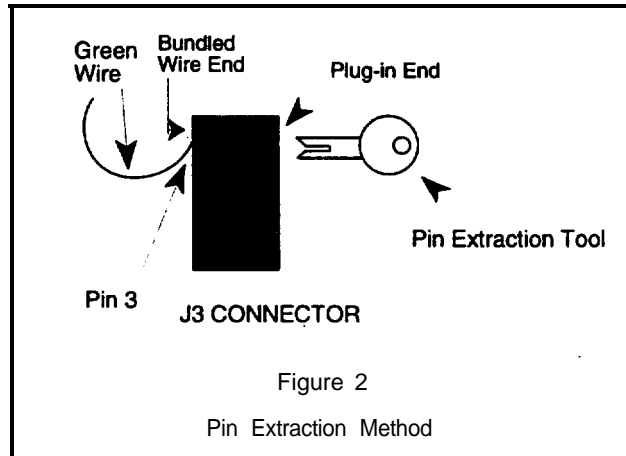 Green
Wire
Bundled
Wire End
Plug-in End
Pin Extraction Tool
Pin 3
J3 CONNECTOR
Figure 2
Pin Extraction Method